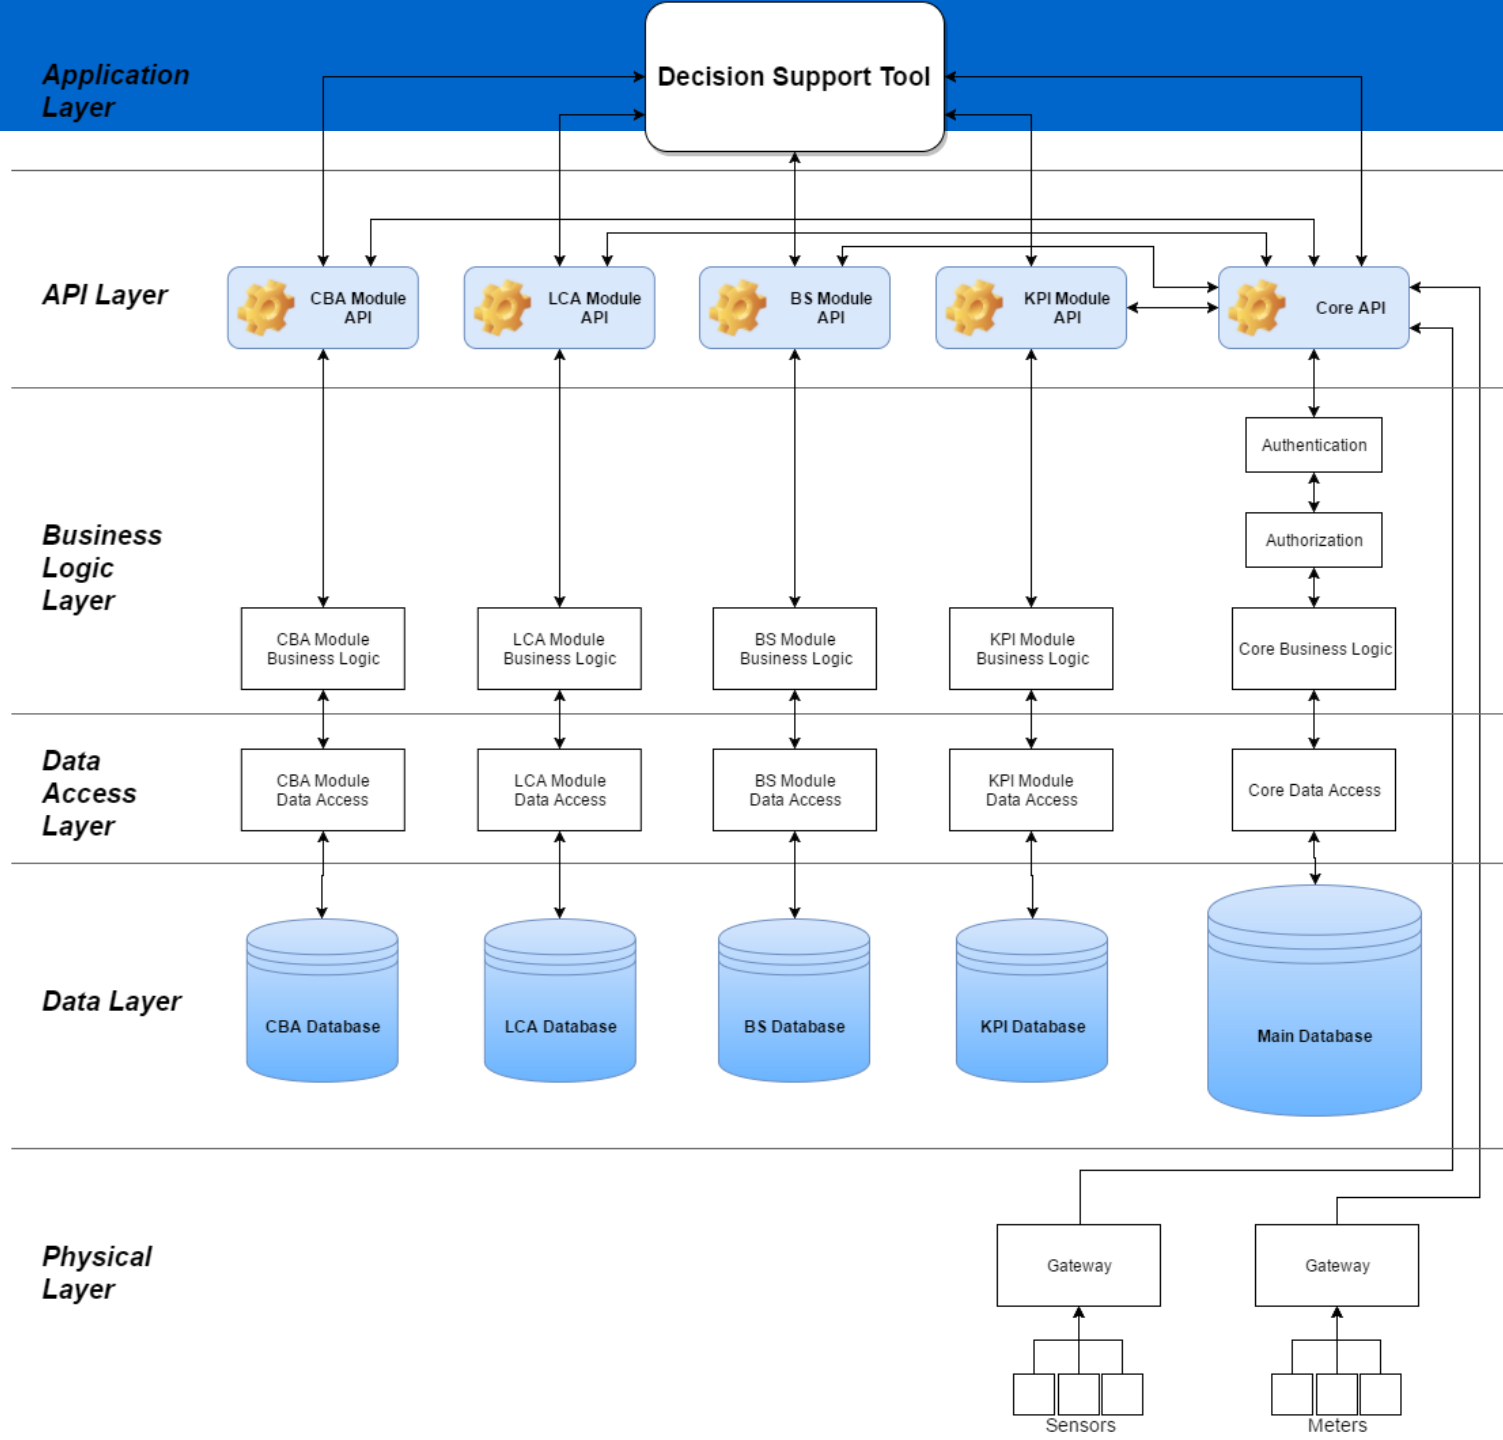 Decision Support Tool
Application
Layer
API Layer
CBA Module
API
LCA Module
API
BS Module
API
KPI Module
API
Core API
Authentication
Authorization
Business
Logic
Layer
CBA Module
Business Logic
LCA Module
Business Logic
BS Module
Business Logic
KPI Module
Business Logic
Core Business Logic
Data
Access
Layer
CBA Module
Data Access
LCA Module
Data Access
BS Module
Data Access
KPI Module
Data Access
Core Data Access
Data Layer
CBA Database
LCA Database
BS Database
KPI Database
Main Database
Physical
Layer
Gateway
Gateway
Sensors
Meters